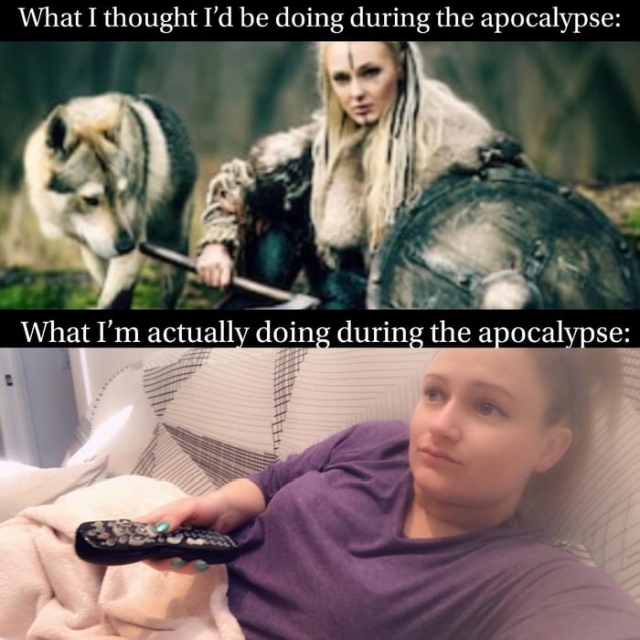 What I thought I’d be doing during the apocalypse:
What I’m actually doing during the apocalypse: